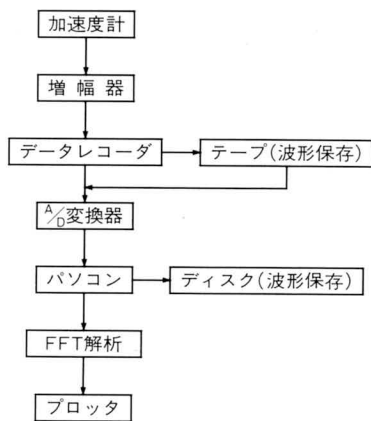 加速度計
増幅器
データレコーダ
テープ(波形保存)
A/D変換器
パソコン
ディスク(波形保存)
FFT解析
プロッタ